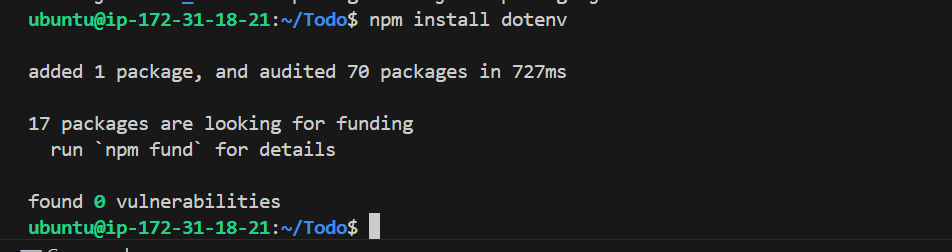 ubuntu@ip-172-31-18-21:~/Todo$ npm install dotenv
added 1 package, and audited 70 packages in 727ms
17 packages are looking for funding
run `npm fund` for details
found 0 vulnerabilities
ubuntu@ip-172-31-18-21:~/Todo$